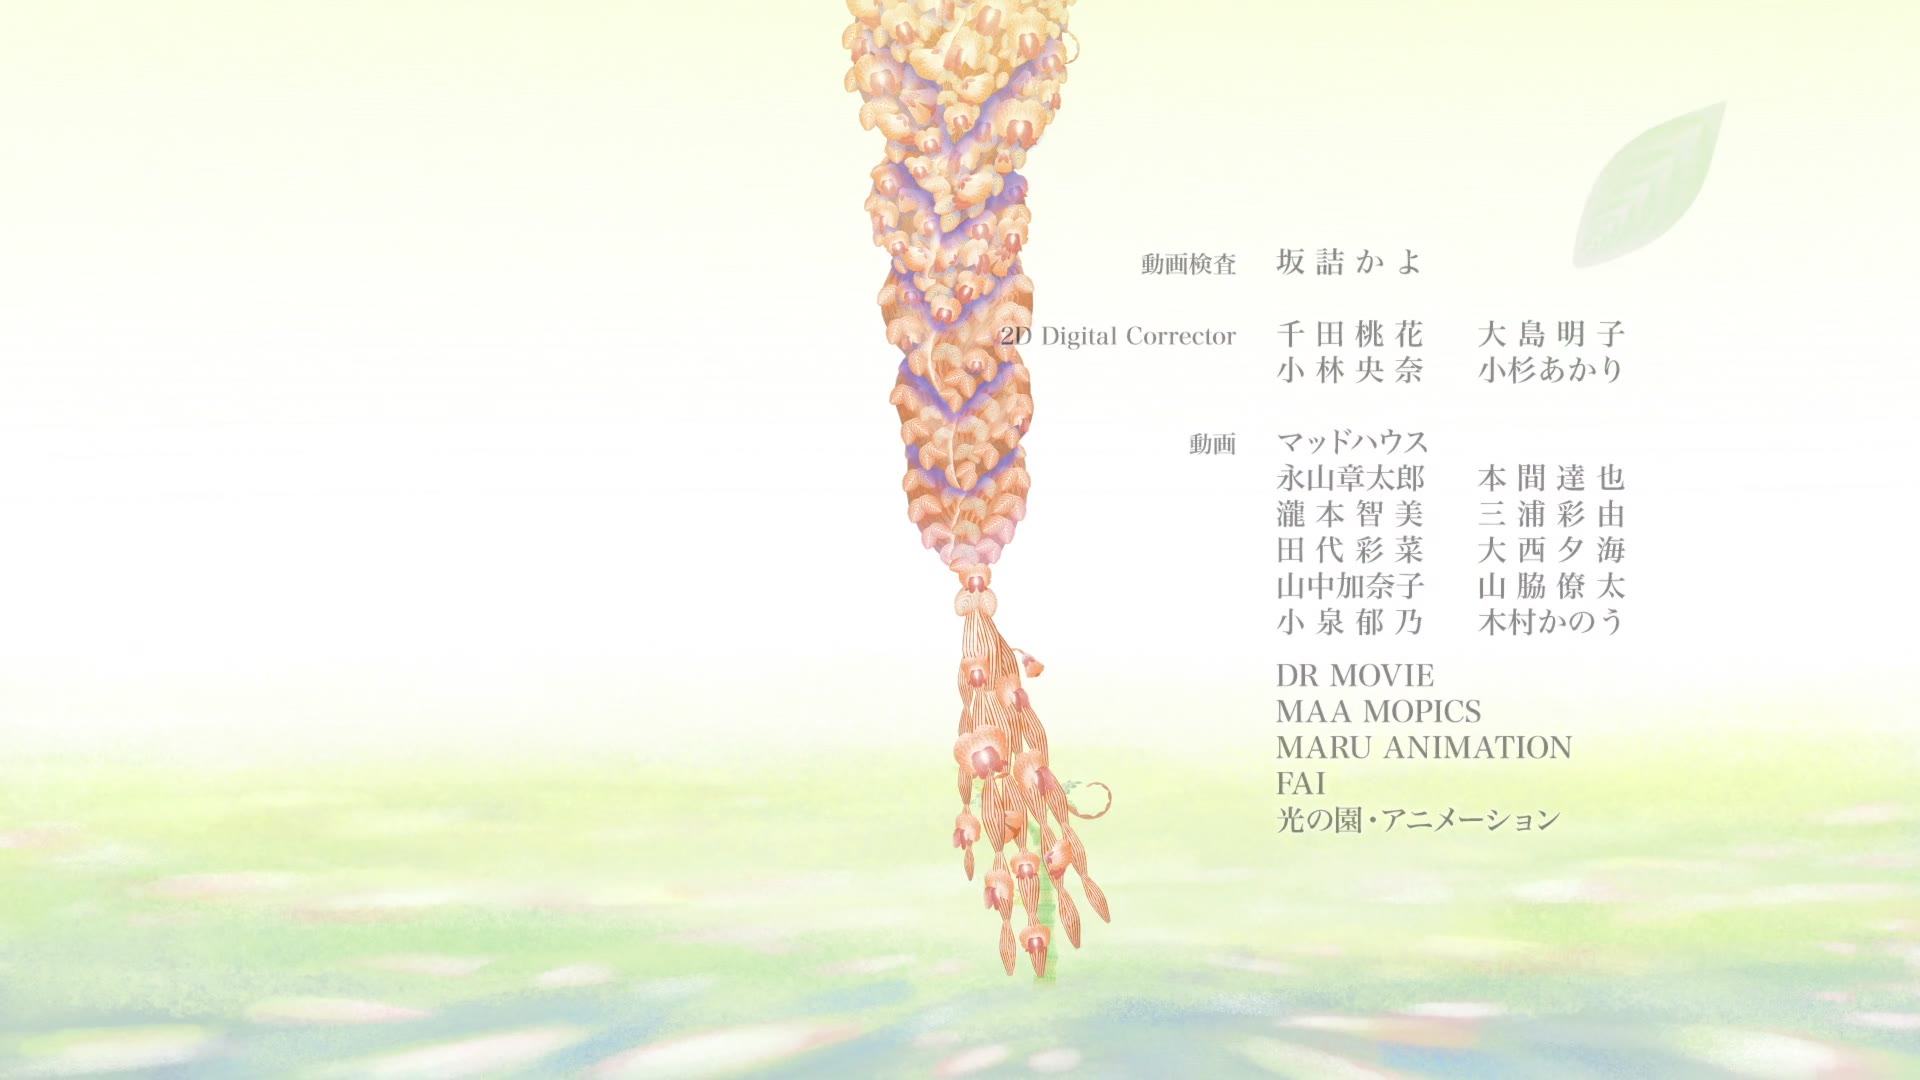 動画検査 坂詰かよ
2D Digital Corrector 千田桃花 大島明子
小林央奈 小杉あかり
動画 マッドハウス
永山章太郎 本間達也
瀧本智美 三浦彩由
田代彩菜 大西夕海
山中加奈子 山脇僚太
小泉郁乃 木村かのう
DR MOVIE
MAA MOPICS
MARU ANIMATION
FAI
光の園・アニメーション